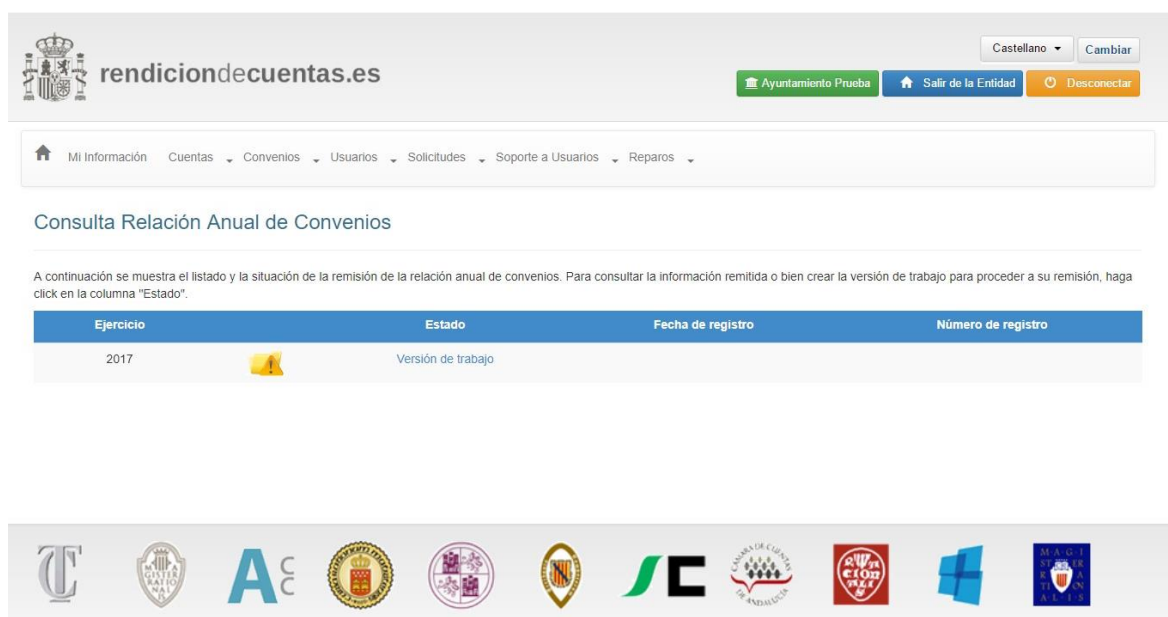 Castellano
Cambiar
rendiciondecuentas.es
Ayuntamiento Prueba
Salir de la Entidad
Desconectar
Mi Información Cuentas Convenios Usuarios Solicitudes Soporte a Usuarios Reparos
Consulta Relación Anual de Convenios
A continuación se muestra el listado y la situación de la remisión de la relación anual de convenios. Para consultar la información remitida o bien crear la versión de trabajo para proceder a su remisión, haga
click en la columna "Estado".
Ejercicio Estado Fecha de registro Número de registro
2017 Versión de trabajo